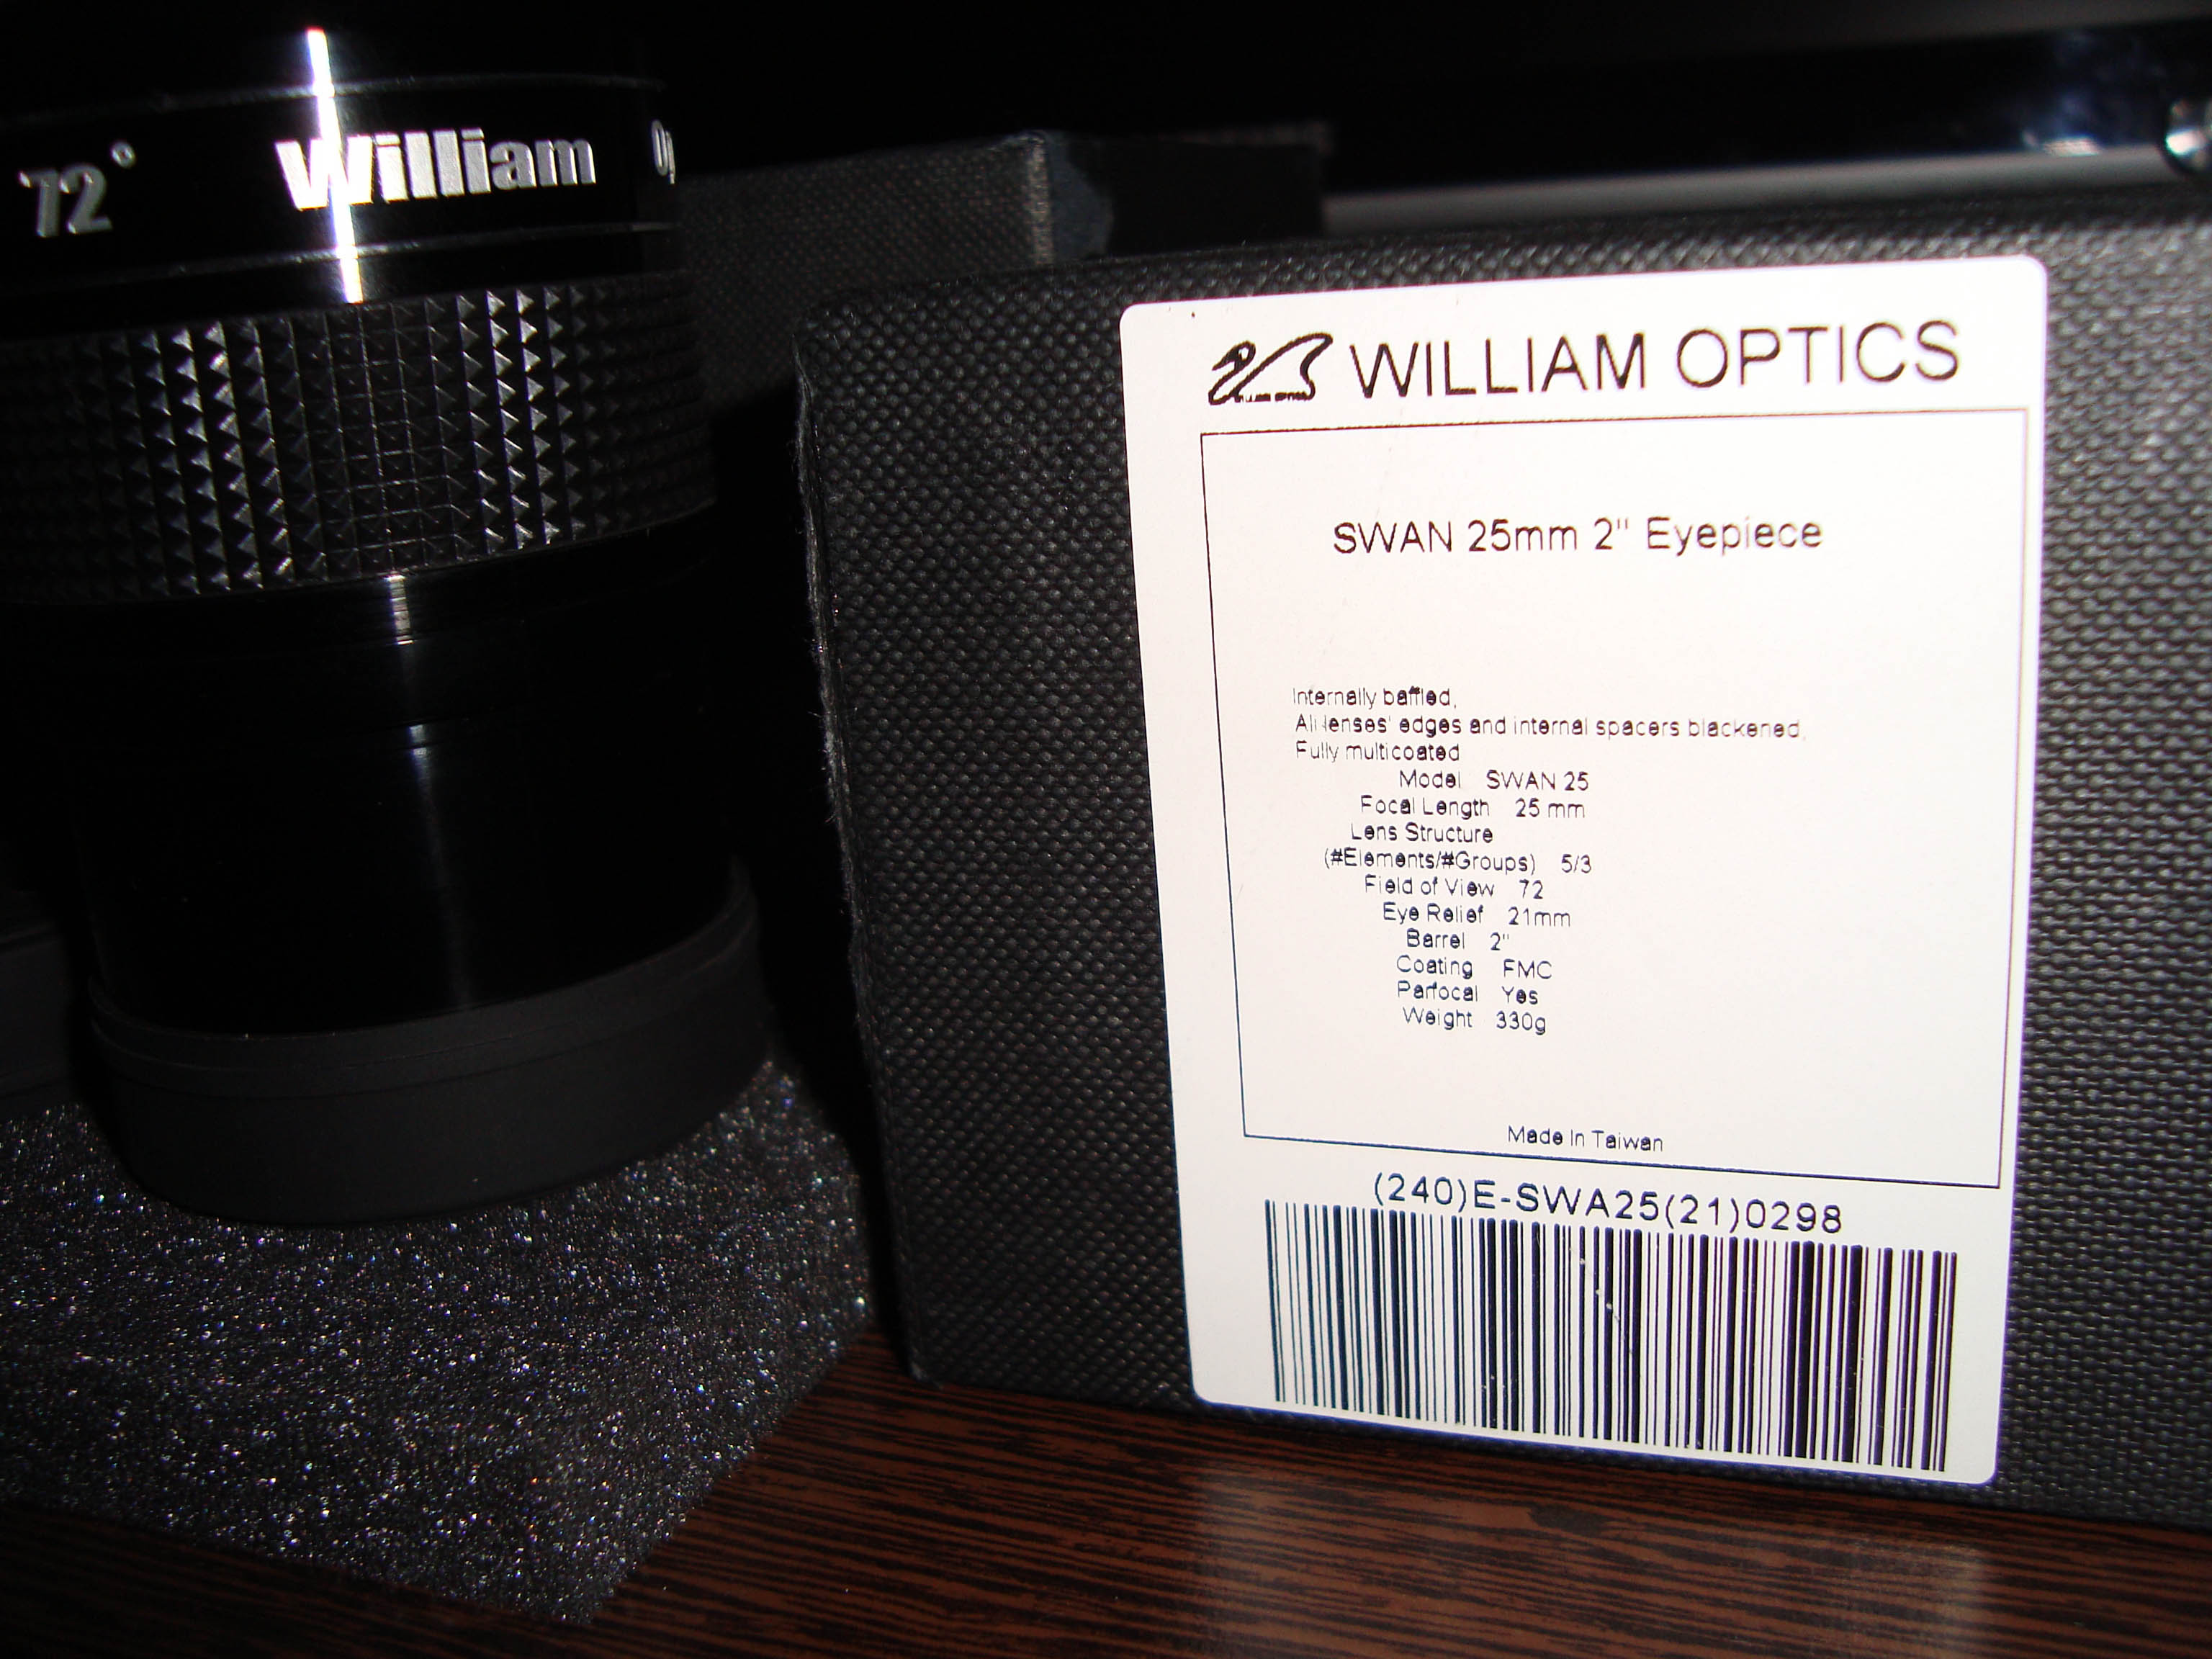 72° William Op
WILLIAM OPTICS
SWAN 25mm 2" Eyepiece
Internally baffled,
All lenses' edges and internal spacers blackened,
Fully multicoated
Model SWAN 25
Focal Length 25 mm
Lens Structure
(#Elements/#Groups) 5/3
Field of View 72
Eye Relief 21mm
Barrel 2"
Coating FMC
Parfocal Yes
Weight 330g
Made In Taiwan
(240)E-SWA25(21)0298